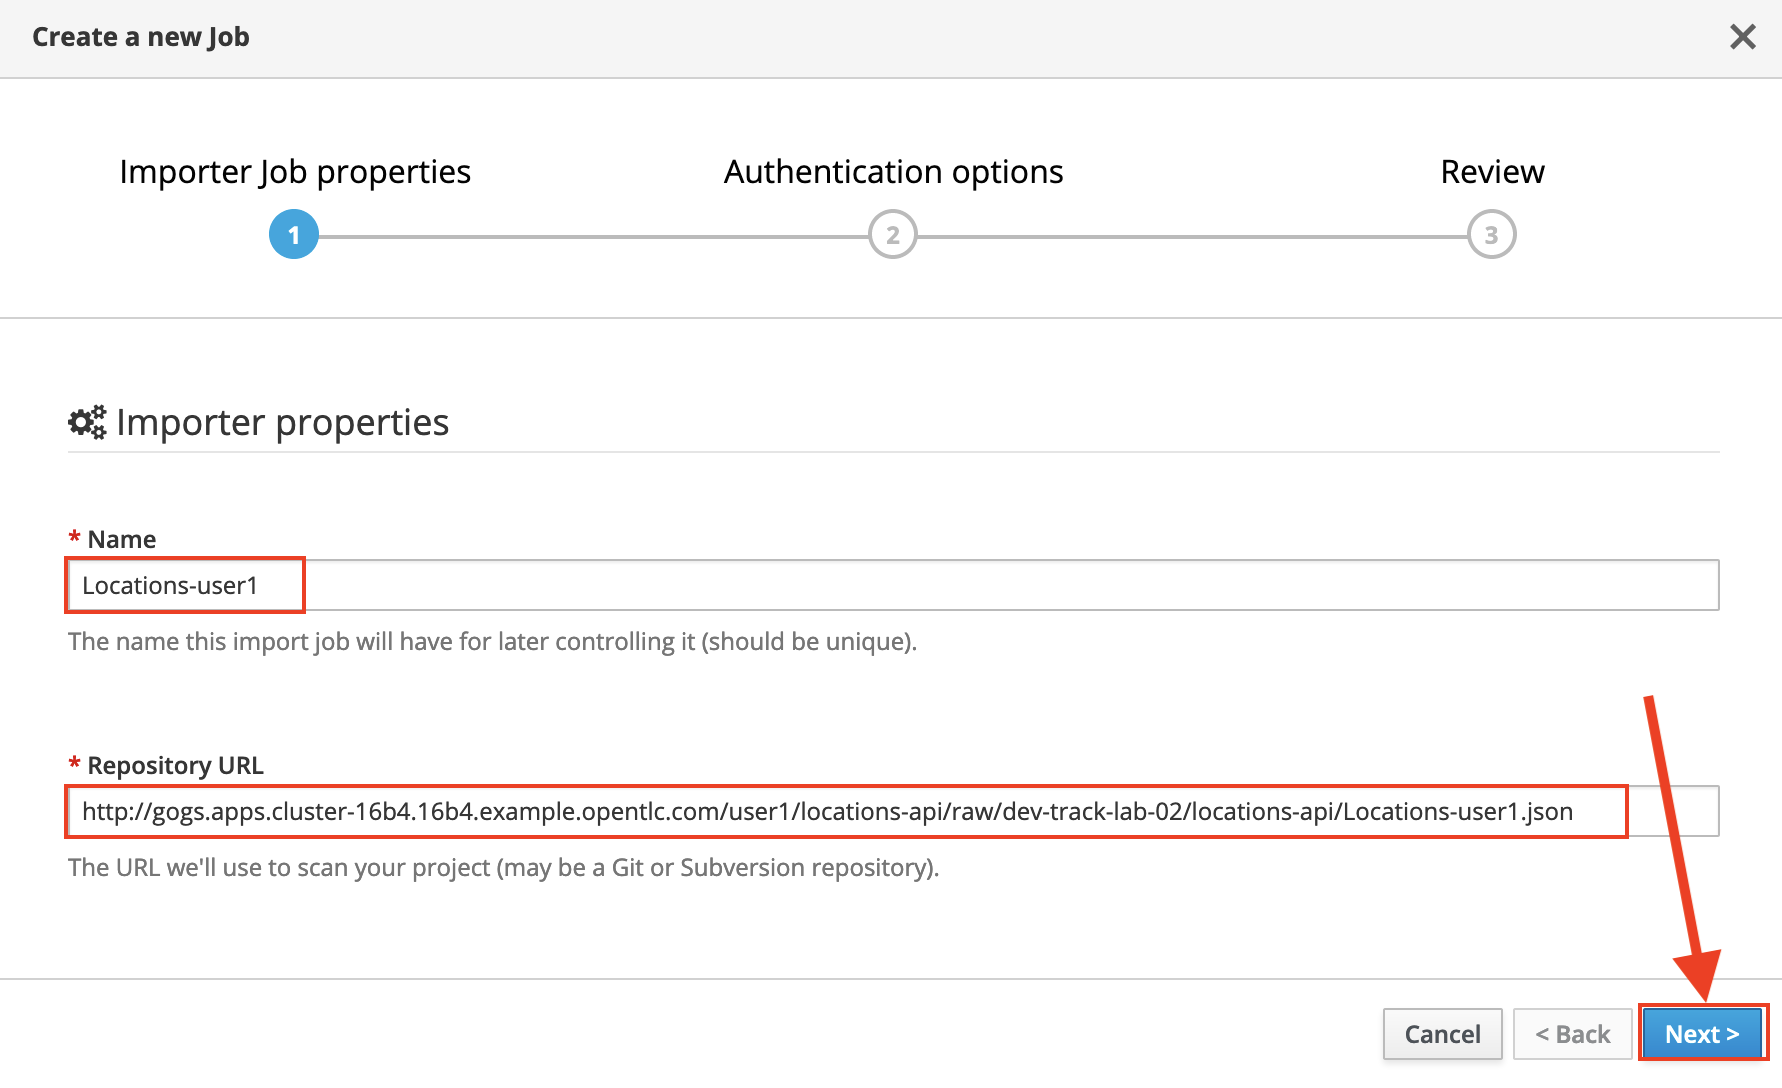 Create a new Job
Importer Job properties
Authentication options
Review
1
2
3
Importer properties
* Name
Locations-user1
The name this import job will have for later controlling it (should be unique).
* Repository URL
http://gogs.apps.cluster-16b4.16b4.example.opentlc.com/user1/locations-api/raw/dev-track-lab-02/locations-api/Locations-user1.json
The URL we'll use to scan your project (may be a Git or Subversion repository).
Cancel
< Back
Next >